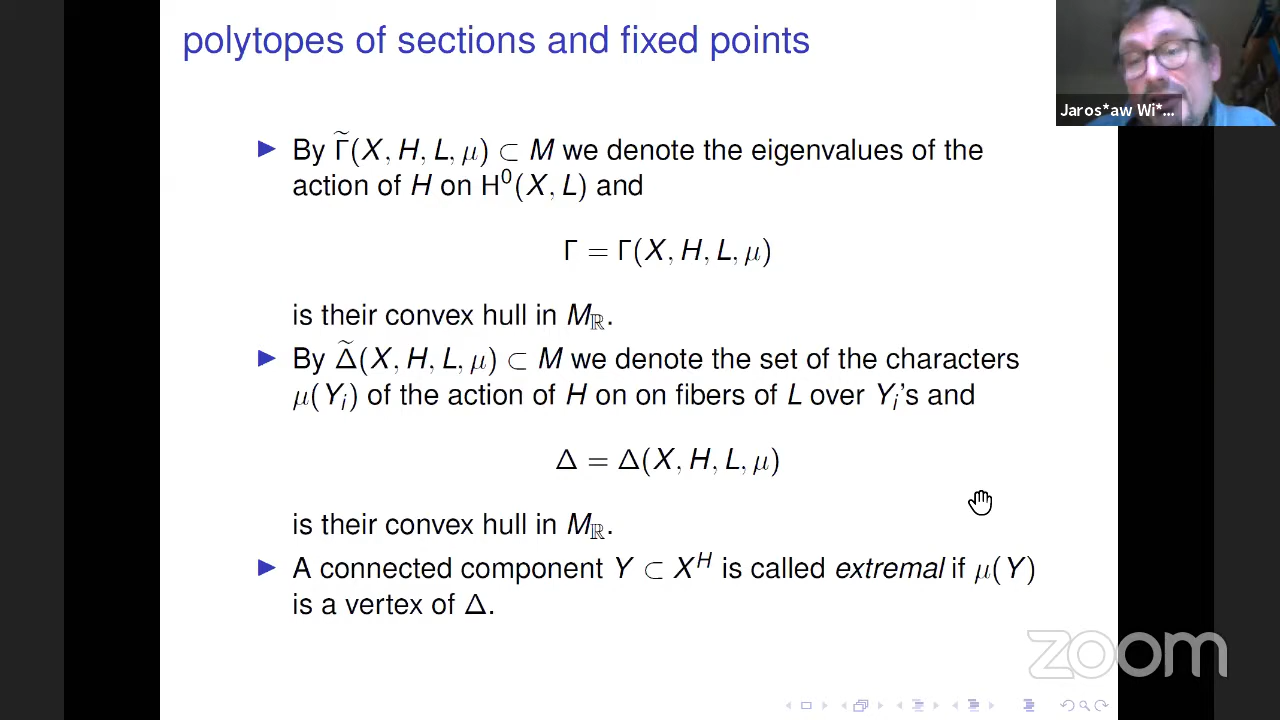 polytopes of sections and fixed points
Jaros*aw Wi*...
▶ By Γ̃(X, H, L, μ) ⊂ M we denote the eigenvalues of the
action of H on H⁰(X, L) and
Γ = Γ(X, H, L, μ)
is their convex hull in M_ℝ.
▶ By Δ̃(X, H, L, μ) ⊂ M we denote the set of the characters
μ(Y_i) of the action of H on on fibers of L over Y_i's and
Δ = Δ(X, H, L, μ)
is their convex hull in M_ℝ.
▶ A connected component Y ⊂ X^H is called extremal if μ(Y)
is a vertex of Δ.
zoom